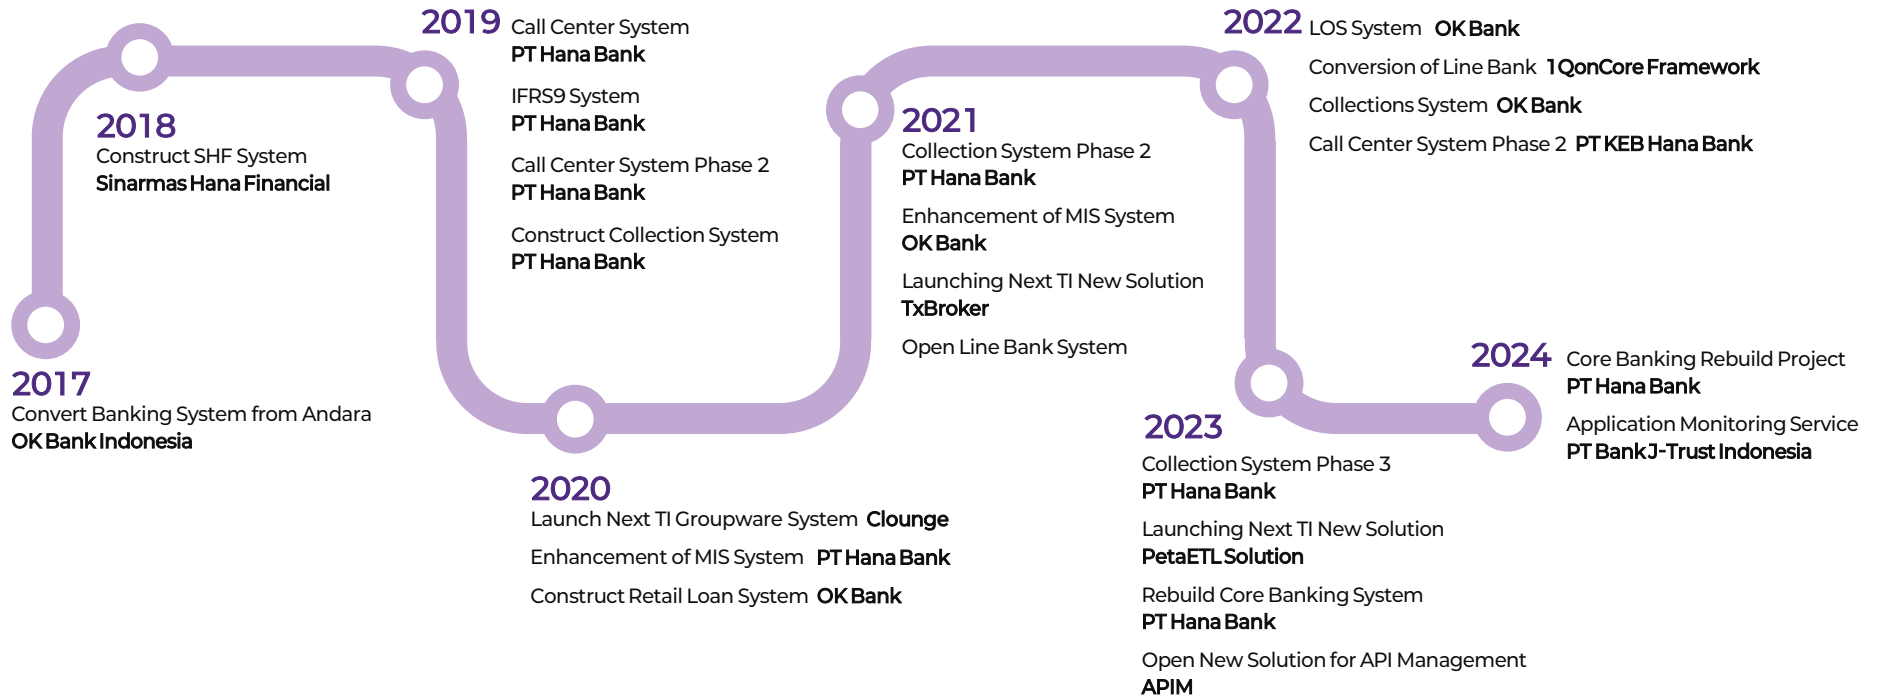 2017
Convert Banking System from Andara
OK Bank Indonesia
2018
Construct SHF System
Sinarmas Hana Financial
2019
Call Center System
PT Hana Bank
IFRS9 System
PT Hana Bank
Call Center System Phase 2
PT Hana Bank
Construct Collection System
PT Hana Bank
2020
Launch Next TI Groupware System Clounge
Enhancement of MIS System PT Hana Bank
Construct Retail Loan System OK Bank
2021
Collection System Phase 2
PT Hana Bank
Enhancement of MIS System
OK Bank
Launching Next TI New Solution
TxBroker
Open Line Bank System
2022
LOS System OK Bank
Conversion of Line Bank 1QonCore Framework
Collections System OK Bank
Call Center System Phase 2 PT KEB Hana Bank
2023
Collection System Phase 3
PT Hana Bank
Launching Next TI New Solution
PetaETL Solution
Rebuild Core Banking System
PT Hana Bank
Open New Solution for API Management
APIM
2024
Core Banking Rebuild Project
PT Hana Bank
Application Monitoring Service
PT Bank J-Trust Indonesia